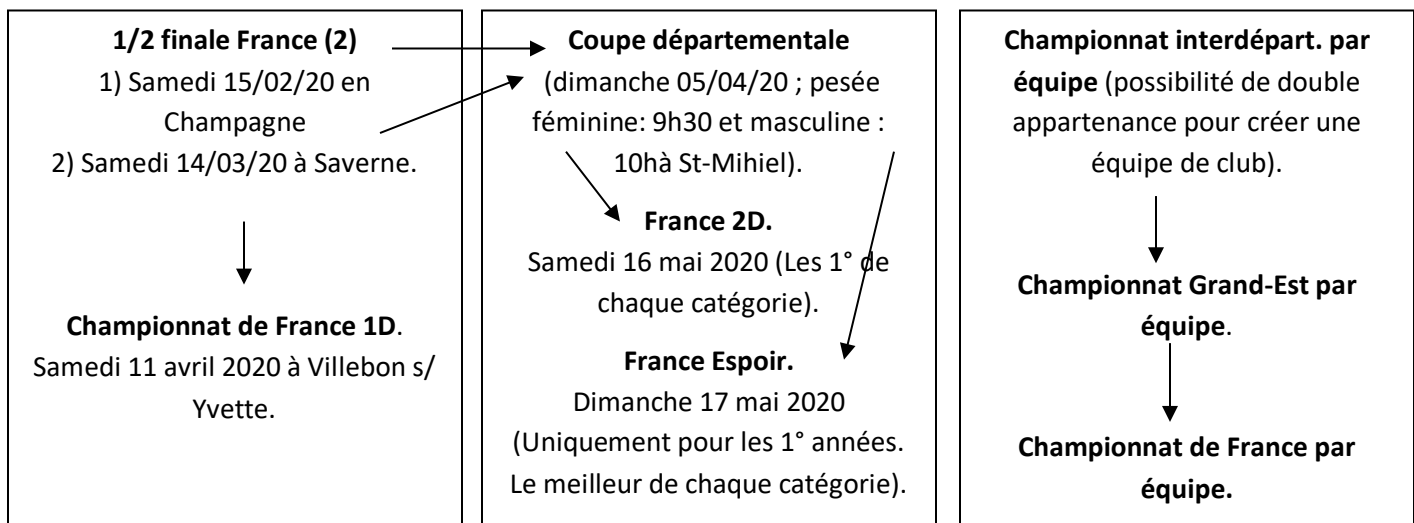 1/2 finale France (2)
1) Samedi 15/02/20 en
Champagne
2) Samedi 14/03/20 à Saverne.
Championnat de France 1D.
Samedi 11 avril 2020 à Villebon s/
Yvette.
Coupe départementale
(dimanche 05/04/20 ; pesée
féminine: 9h30 et masculine :
10hà St-Mihiel).
France 2D.
Samedi 16 mai 2020 (Les 1° de
chaque catégorie).
France Espoir.
Dimanche 17 mai 2020
(Uniquement pour les 1° années.
Le meilleur de chaque catégorie).
Championnat interdépart. par
équipe (possibilité de double
appartenance pour créer une
équipe de club).
Championnat Grand-Est par
équipe.
Championnat de France par
équipe.